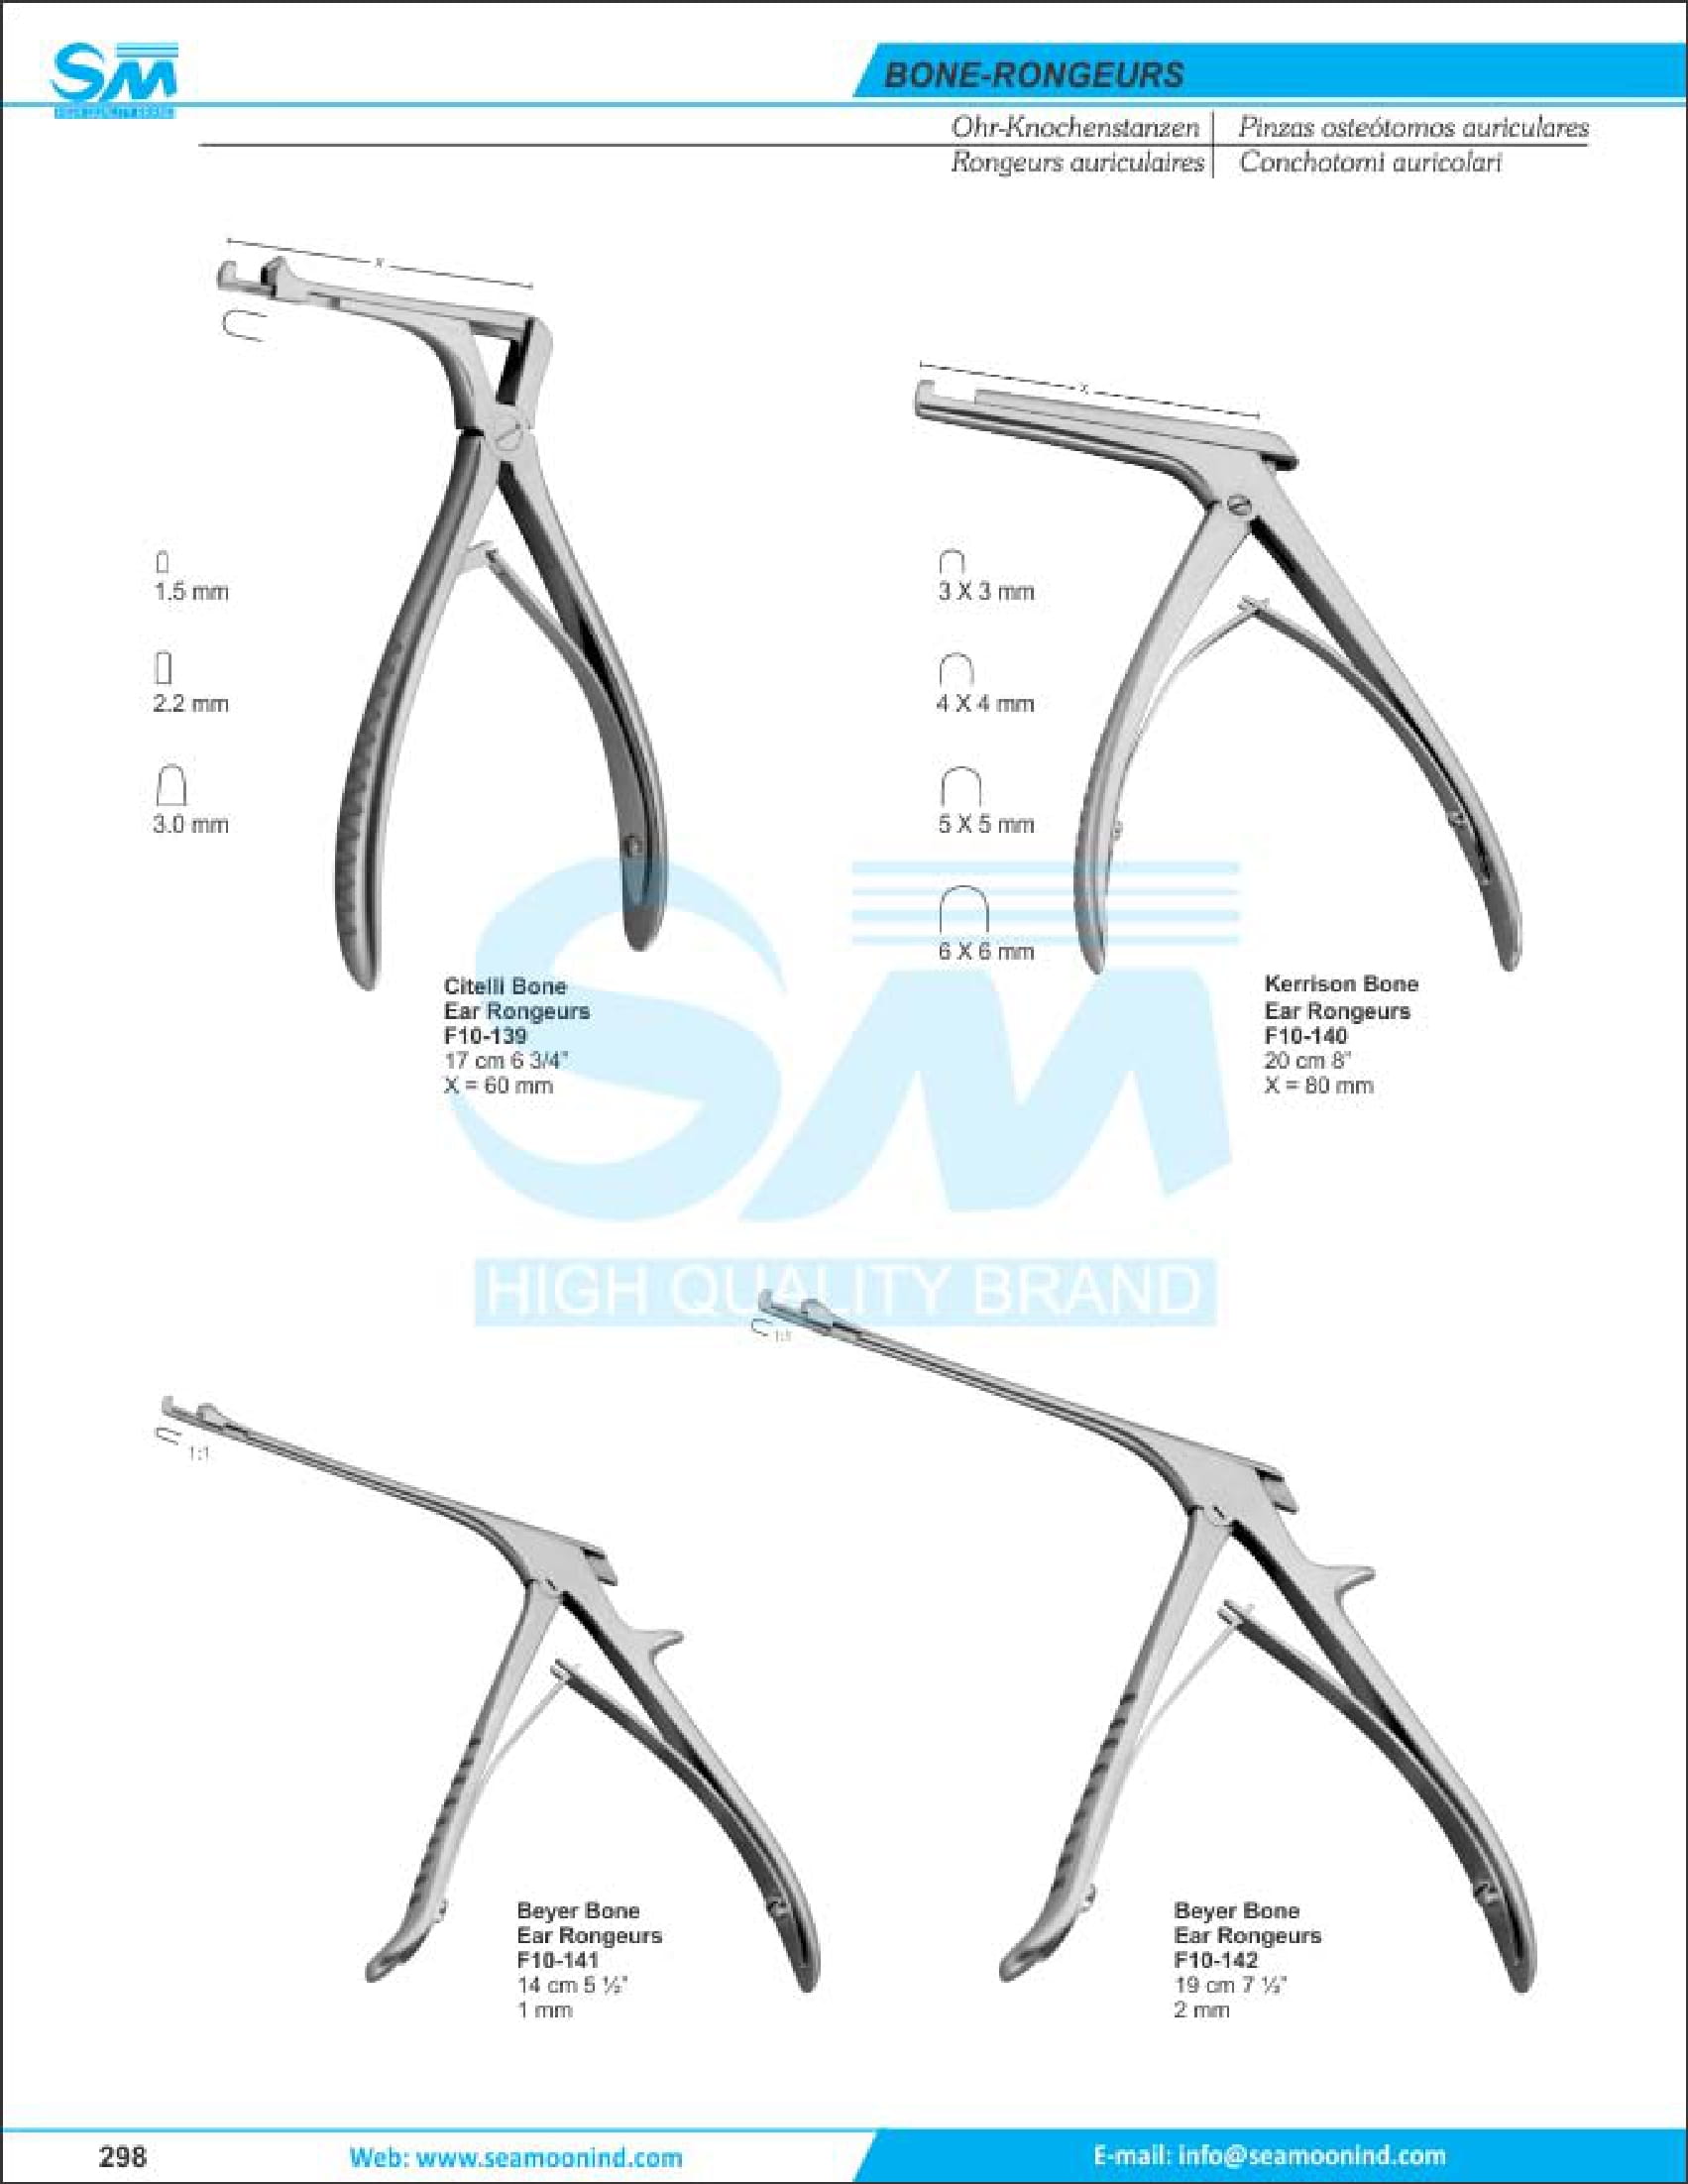 SM
BONE-RONGEURS
Ohr-Knochenstanzen
Pinzas osteótomos auriculares
Rongeurs auriculaires
Conchotomi auricolari
X
1.5 mm
2.2 mm
3.0 mm
Citelli Bone
Ear Rongeurs
F10-139
17 cm 6 3/4"
X = 60 mm
X
3 X 3 mm
4 X 4 mm
5 X 5 mm
6 X 6 mm
Kerrison Bone
Ear Rongeurs
F10-140
20 cm 8"
X = 80 mm
SM
HIGH QUALITY BRAND
1:1
Beyer Bone
Ear Rongeurs
F10-141
14 cm 5 ½"
1 mm
1:1
Beyer Bone
Ear Rongeurs
F10-142
19 cm 7 ½"
2 mm
298
Web: www.seamoonind.com
E-mail: info@seamoonind.com